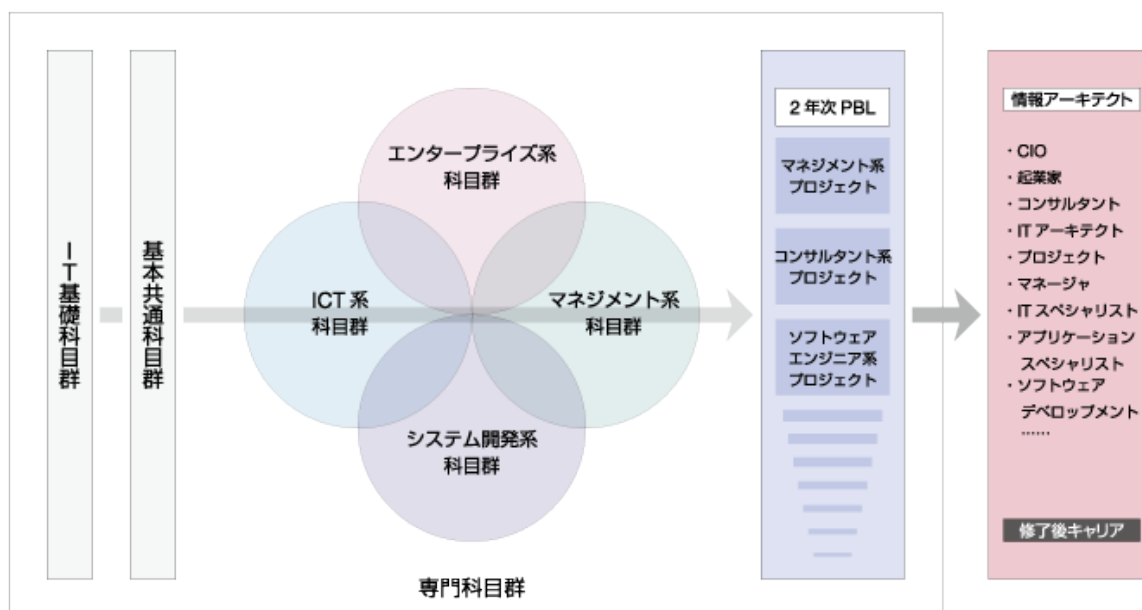 IT基礎科目群
基本共通科目群
エンタープライズ系
科目群
ICT系
科目群
マネジメント系
科目群
システム開発系
科目群
専門科目群
2年次PBL
マネジメント系
プロジェクト
コンサルタント系
プロジェクト
ソフトウェア
エンジニア系
プロジェクト
情報アーキテクト
・CIO
・起業家
・コンサルタント
・ITアーキテクト
・プロジェクト
・マネージャ
・ITスペシャリスト
・アプリケーション
スペシャリスト
・ソフトウェア
デベロップメント
……
修了後キャリア